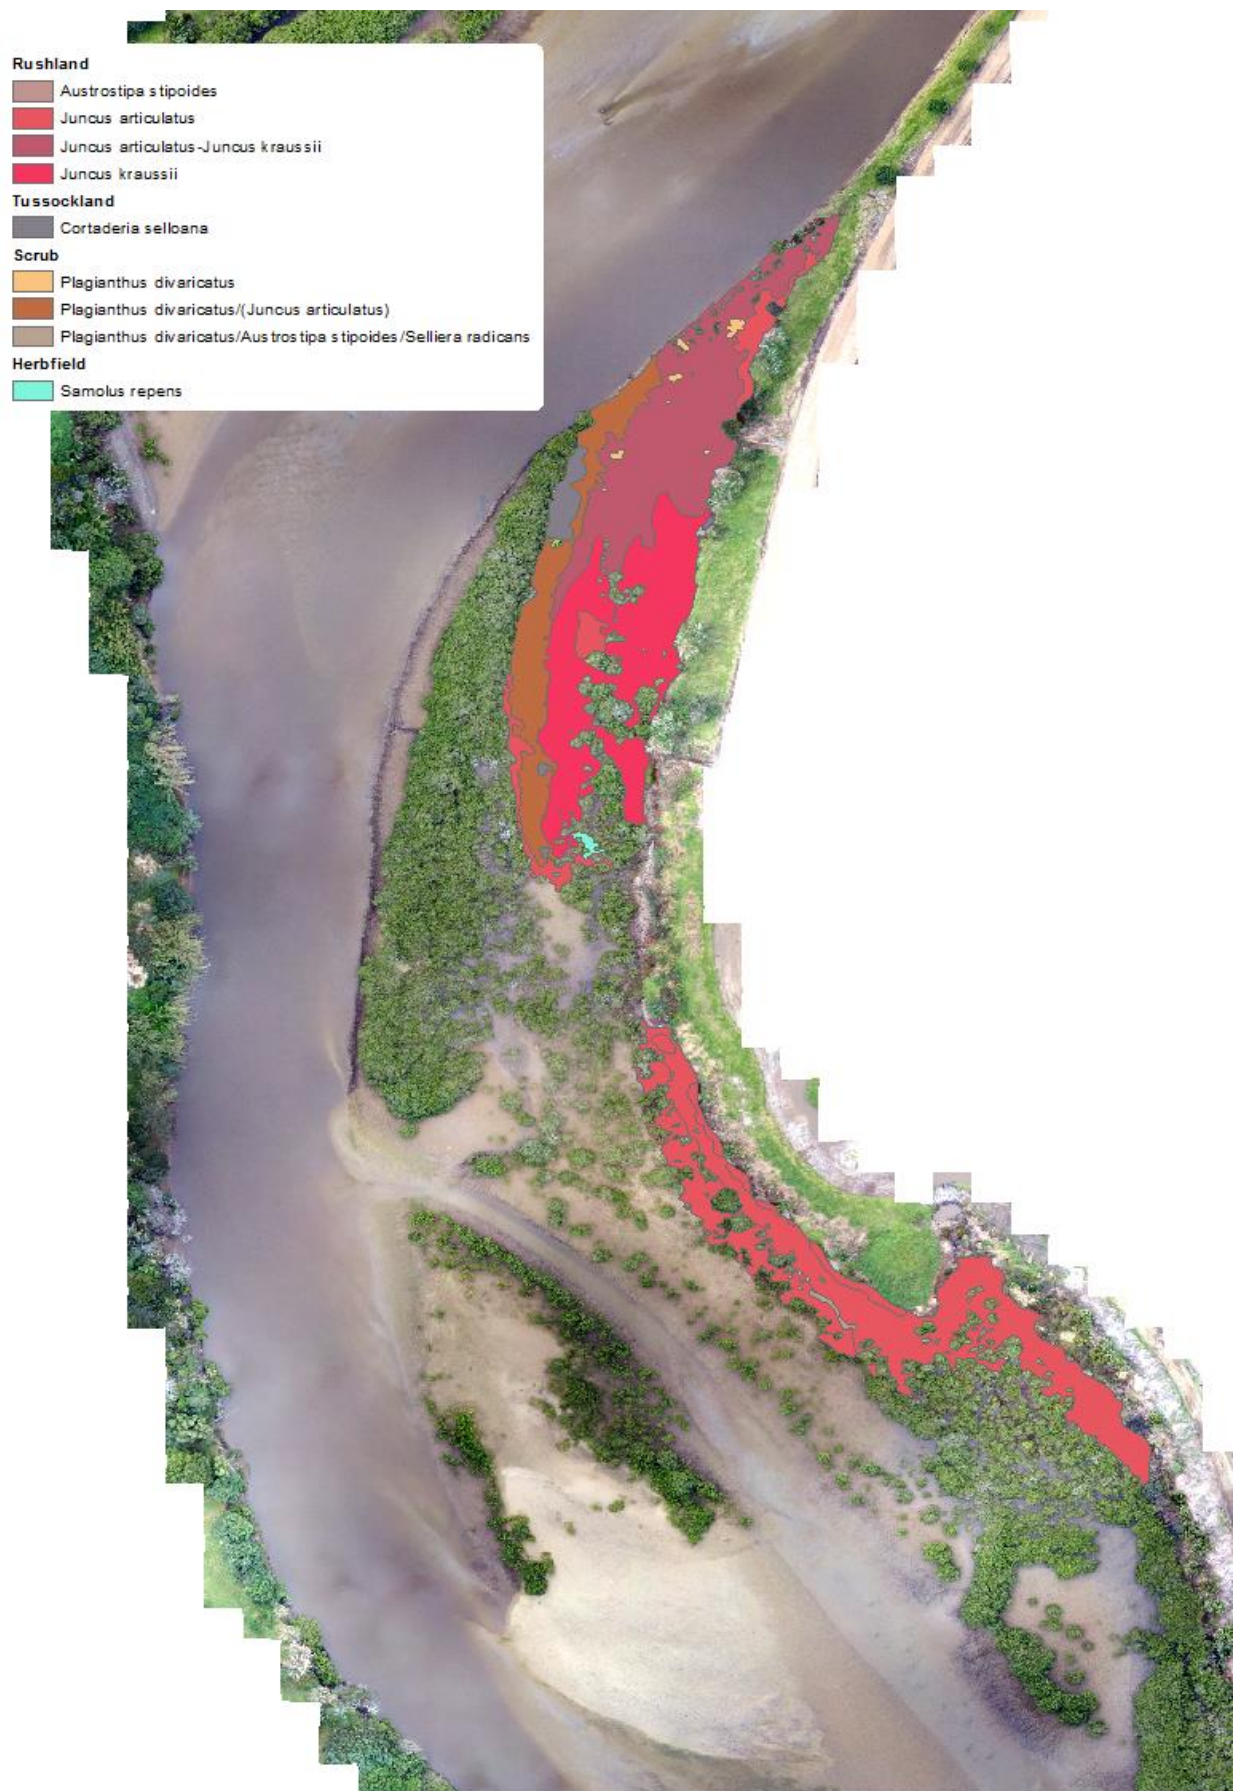 Rushland
Austrostipa stipoides
Juncus articulatus
Juncus articulatus-Juncus kraussii
Juncus kraussii
Tussockland
Cortaderia selloana
Scrub
Plagianthus divaricatus
Plagianthus divaricatus/(Juncus articulatus)
Plagianthus divaricatus/Austrostipa stipoides/Selliera radicans
Herbfield
Samolus repens